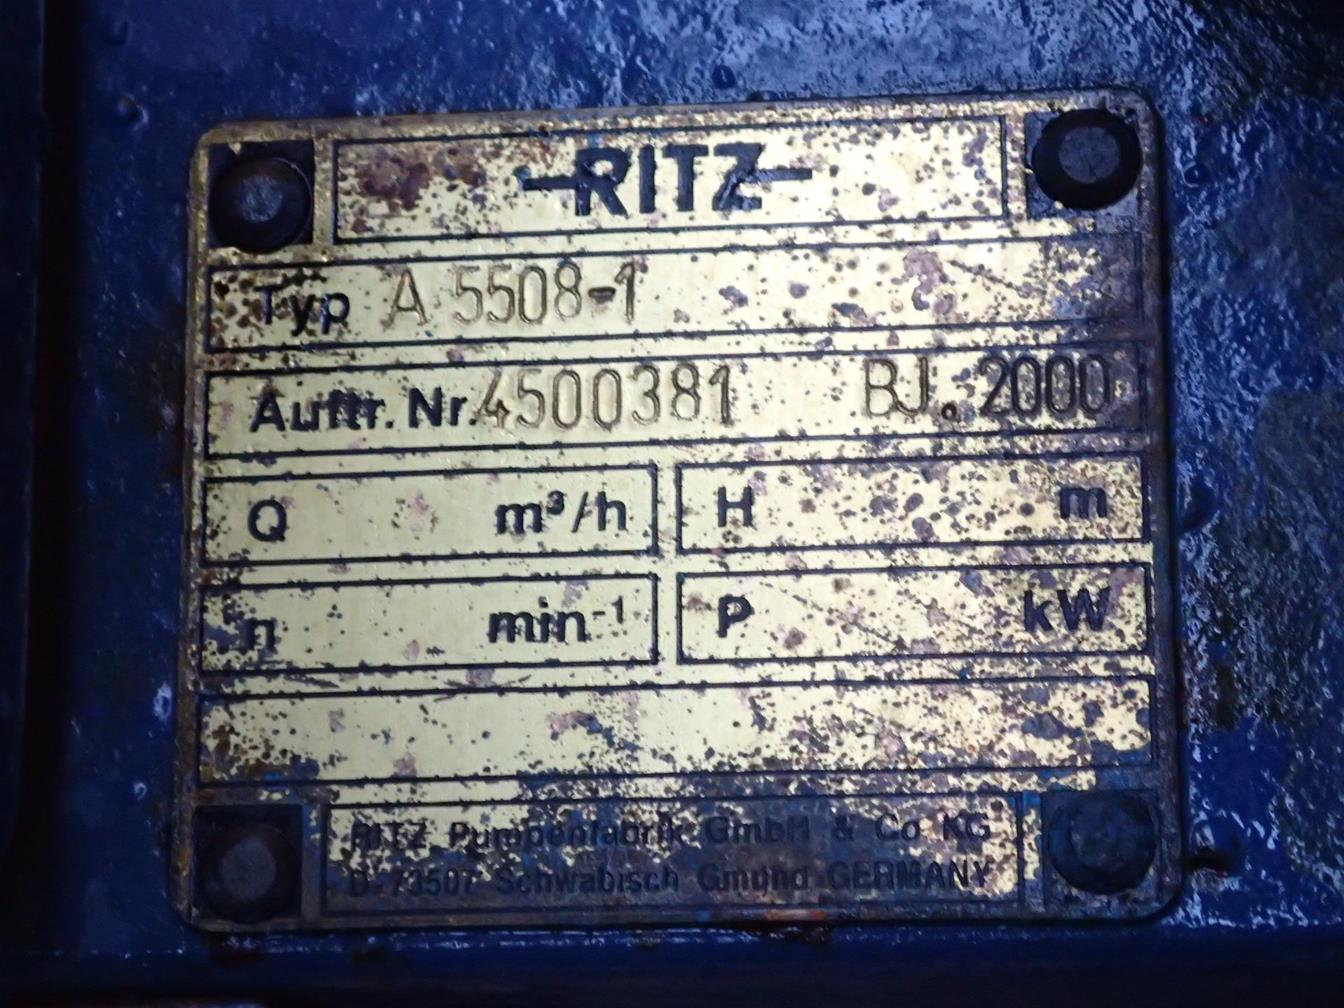 RITZ
Typ A 5508-1
Auftr. Nr. 4500381 BJ. 2000
Q m³/h H m
n min⁻¹ P kW
RITZ Pumpenfabrik GmbH & Co KG
D-73507 Schwäbisch Gmünd GERMANY